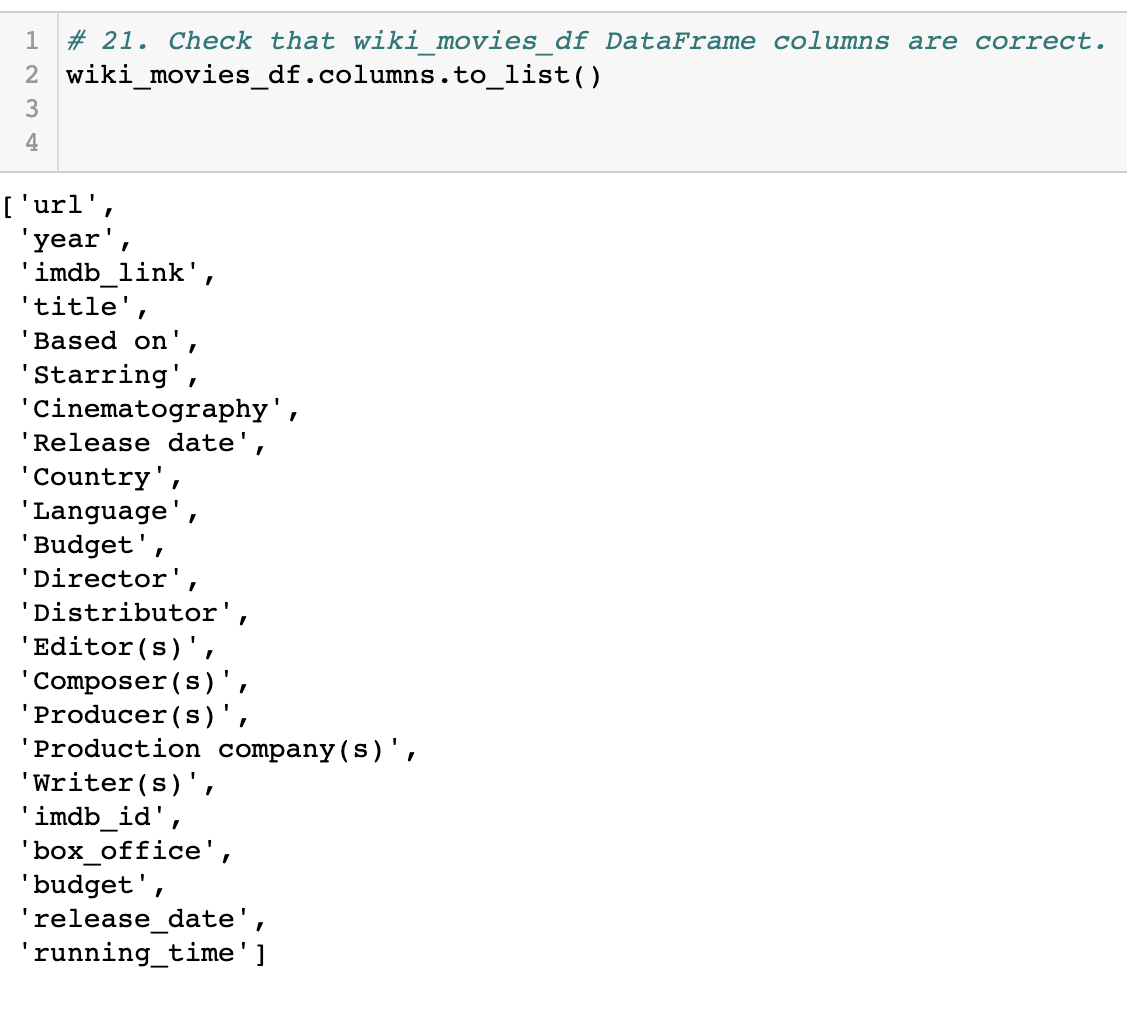 1 # 21. Check that wiki_movies_df DataFrame columns are correct.
2 wiki_movies_df.columns.to_list()
3
4
['url',
 'year',
 'imdb_link',
 'title',
 'Based on',
 'Starring',
 'Cinematography',
 'Release date',
 'Country',
 'Language',
 'Budget',
 'Director',
 'Distributor',
 'Editor(s)',
 'Composer(s)',
 'Producer(s)',
 'Production company(s)',
 'Writer(s)',
 'imdb_id',
 'box_office',
 'budget',
 'release_date',
 'running_time']